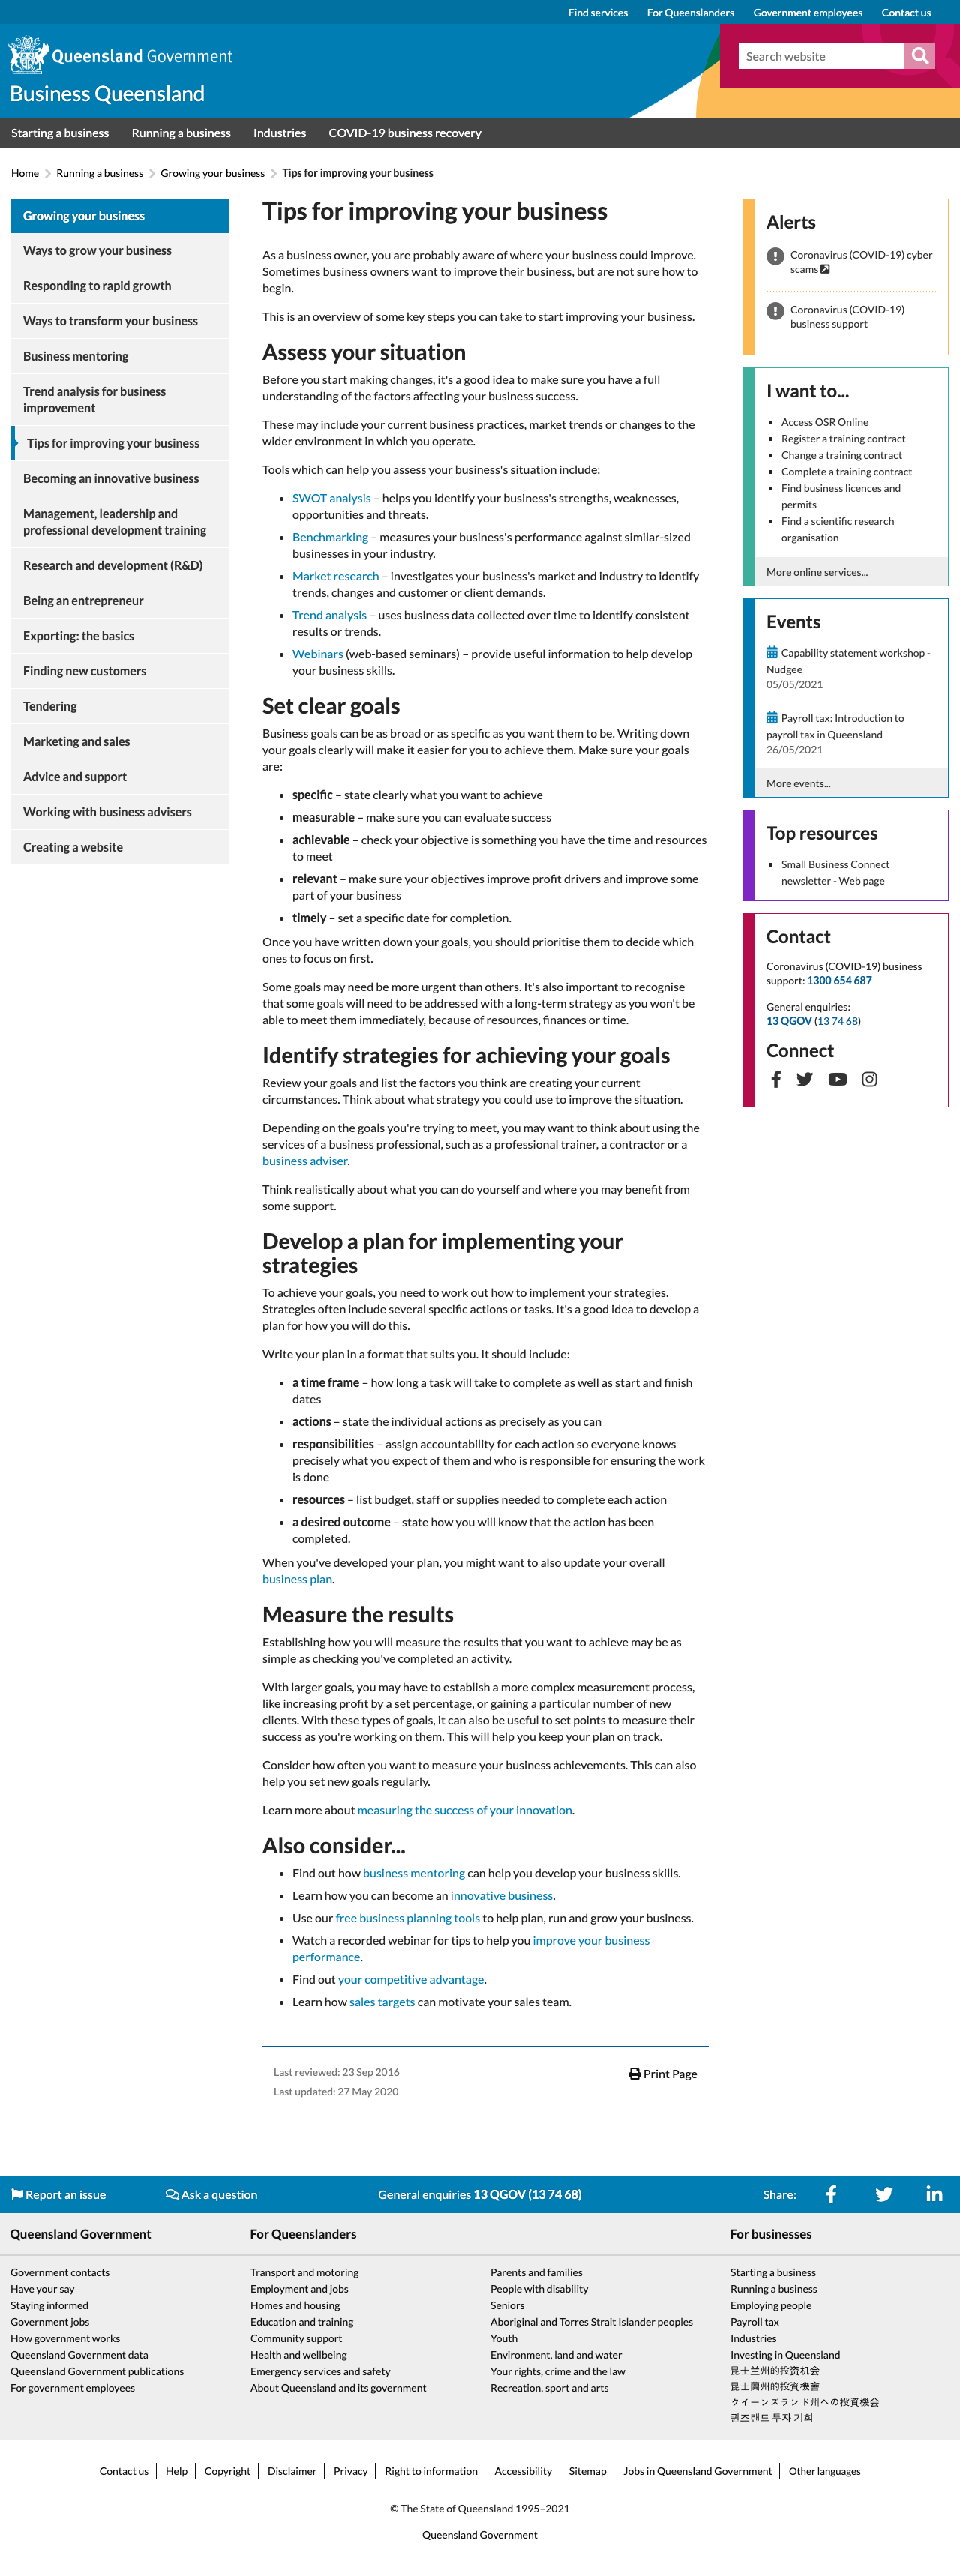 Find services
For Queenslanders
Government employees
Contact us
Queensland Government
Business Queensland
Search website
Starting a business
Running a business
Industries
COVID-19 business recovery
Home
Running a business
Growing your business
Tips for improving your business
Growing your business
Ways to grow your business
Responding to rapid growth
Ways to transform your business
Business mentoring
Trend analysis for business
improvement
Tips for improving your business
Becoming an innovative business
Management, leadership and
professional development training
Research and development (R&D)
Being an entrepreneur
Exporting: the basics
Finding new customers
Tendering
Marketing and sales
Advice and support
Working with business advisers
Creating a website
Tips for improving your business
As a business owner, you are probably aware of where your business could improve.
Sometimes business owners want to improve their business, but are not sure how to
begin.
This is an overview of some key steps you can take to start improving your business.
Assess your situation
Before you start making changes, it's a good idea to make sure you have a full
understanding of the factors affecting your business success.
These may include your current business practices, market trends or changes to the
wider environment in which you operate.
Tools which can help you assess your business's situation include:
• SWOT analysis – helps you identify your business's strengths, weaknesses,
opportunities and threats.
• Benchmarking – measures your business's performance against similar-sized
businesses in your industry.
• Market research – investigates your business's market and industry to identify
trends, changes and customer or client demands.
• Trend analysis – uses business data collected over time to identify consistent
results or trends.
• Webinars (web-based seminars) – provide useful information to help develop
your business skills.
Set clear goals
Business goals can be as broad or as specific as you want them to be. Writing down
your goals clearly will make it easier for you to achieve them. Make sure your goals
are:
• specific – state clearly what you want to achieve
• measurable – make sure you can evaluate success
• achievable – check your objective is something you have the time and resources
to meet
• relevant – make sure your objectives improve profit drivers and improve some
part of your business
• timely – set a specific date for completion.
Once you have written down your goals, you should prioritise them to decide which
ones to focus on first.
Some goals may need be more urgent than others. It's also important to recognise
that some goals will need to be addressed with a long-term strategy as you won't be
able to meet them immediately, because of resources, finances or time.
Identify strategies for achieving your goals
Review your goals and list the factors you think are creating your current
circumstances. Think about what strategy you could use to improve the situation.
Depending on the goals you're trying to meet, you may want to think about using the
services of a business professional, such as a professional trainer, a contractor or a
business adviser.
Think realistically about what you can do yourself and where you may benefit from
some support.
Develop a plan for implementing your
strategies
To achieve your goals, you need to work out how to implement your strategies.
Strategies often include several specific actions or tasks. It's a good idea to develop a
plan for how you will do this.
Write your plan in a format that suits you. It should include:
• a time frame – how long a task will take to complete as well as start and finish
dates
• actions – state the individual actions as precisely as you can
• responsibilities – assign accountability for each action so everyone knows
precisely what you expect of them and who is responsible for ensuring the work
is done
• resources – list budget, staff or supplies needed to complete each action
• a desired outcome – state how you will know that the action has been
completed.
When you've developed your plan, you might want to also update your overall
business plan.
Measure the results
Establishing how you will measure the results that you want to achieve may be as
simple as checking you've completed an activity.
With larger goals, you may have to establish a more complex measurement process,
like increasing profit by a set percentage, or gaining a particular number of new
clients. With these types of goals, it can also be useful to set points to measure their
success as you're working on them. This will help you keep your plan on track.
Consider how often you want to measure your business achievements. This can also
help you set new goals regularly.
Learn more about measuring the success of your innovation.
Also consider...
• Find out how business mentoring can help you develop your business skills.
• Learn how you can become an innovative business.
• Use our free business planning tools to help plan, run and grow your business.
• Watch a recorded webinar for tips to help you improve your business
performance.
• Find out your competitive advantage.
• Learn how sales targets can motivate your sales team.
Last reviewed: 23 Sep 2016
Last updated: 27 May 2020
Print Page
Alerts
Coronavirus (COVID-19) cyber
scams
Coronavirus (COVID-19)
business support
I want to...
Access OSR Online
Register a training contract
Change a training contract
Complete a training contract
Find business licences and
permits
Find a scientific research
organisation
More online services...
Events
Capability statement workshop -
Nudgee
05/05/2021
Payroll tax: Introduction to
payroll tax in Queensland
26/05/2021
More events...
Top resources
Small Business Connect
newsletter - Web page
Contact
Coronavirus (COVID-19) business
support: 1300 654 687
General enquiries:
13 QGOV (13 74 68)
Connect
Report an issue
Ask a question
General enquiries 13 QGOV (13 74 68)
Share:
Queensland Government
Government contacts
Have your say
Staying informed
Government jobs
How government works
Queensland Government data
Queensland Government publications
For government employees
For Queenslanders
Transport and motoring
Employment and jobs
Homes and housing
Education and training
Community support
Health and wellbeing
Emergency services and safety
About Queensland and its government
Parents and families
People with disability
Seniors
Aboriginal and Torres Strait Islander peoples
Youth
Environment, land and water
Your rights, crime and the law
Recreation, sport and arts
For businesses
Starting a business
Running a business
Employing people
Payroll tax
Industries
Investing in Queensland
昆士兰州的投资机会
昆士蘭州的投資機會
クイーンズランド州への投資機会
퀸즈랜드 투자 기회
Contact us
Help
Copyright
Disclaimer
Privacy
Right to information
Accessibility
Sitemap
Jobs in Queensland Government
Other languages
© The State of Queensland 1995–2021
Queensland Government